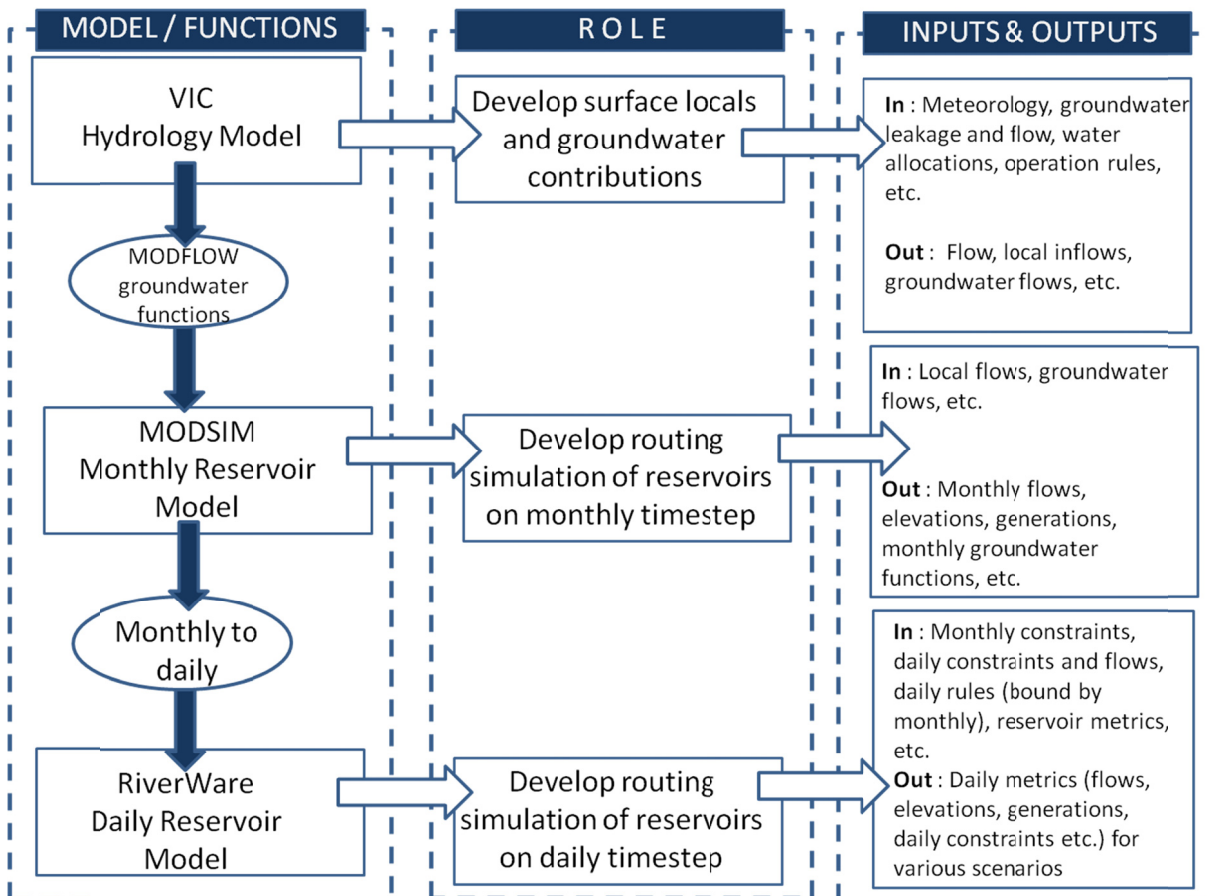 MODEL / FUNCTIONS
ROLE
INPUTS & OUTPUTS
VIC
Hydrology Model
Develop surface locals
and groundwater
contributions
In : Meteorology, groundwater
leakage and flow, water
allocations, operation rules,
etc.
Out : Flow, local inflows,
groundwater flows, etc.
MODFLOW
groundwater
functions
MODSIM
Monthly Reservoir
Model
Develop routing
simulation of reservoirs
on monthly timestep
In : Local flows, groundwater
flows, etc.
Out : Monthly flows,
elevations, generations,
monthly groundwater
functions, etc.
Monthly to
daily
RiverWare
Daily Reservoir
Model
Develop routing
simulation of reservoirs
on daily timestep
In : Monthly constraints,
daily constraints and flows,
daily rules (bound by
monthly), reservoir metrics,
etc.
Out : Daily metrics (flows,
elevations, generations,
daily constraints etc.) for
various scenarios